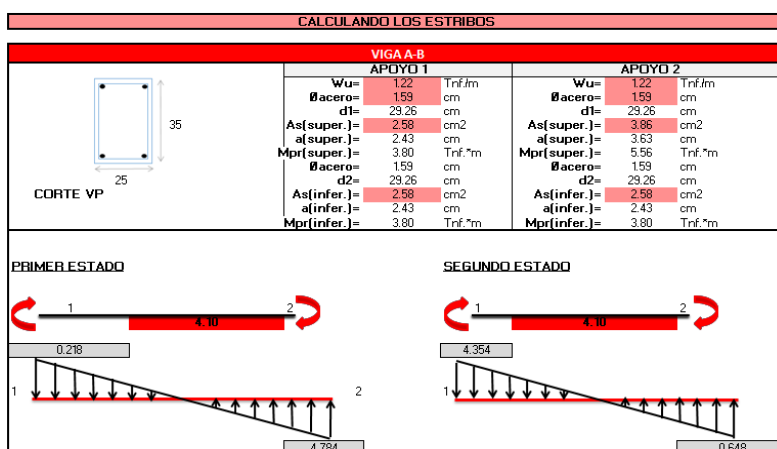 CALCULANDO LOS ESTRIBOS
VIGA A-B
APOYO 1 APOYO 2
Wu= 1.22 Tnf./m Wu= 1.22 Tnf./m
Øacero= 1.59 cm Øacero= 1.59 cm
d1= 29.26 cm d1= 29.26 cm
35 As(super.)= 2.58 cm2 As(super.)= 3.86 cm2
a(super.)= 2.43 cm a(super.)= 3.63 cm
Mpr(super.)= 3.80 Tnf.*m Mpr(super.)= 5.56 Tnf.*m
Øacero= 1.59 cm Øacero= 1.59 cm
25 d2= 29.26 cm d2= 29.26 cm
CORTE VP As(infer.)= 2.58 cm2 As(infer.)= 2.58 cm2
a(infer.)= 2.43 cm a(infer.)= 2.43 cm
Mpr(infer.)= 3.80 Tnf.*m Mpr(infer.)= 3.80 Tnf.*m
PRIMER ESTADO SEGUNDO ESTADO
1 2 1 2
4.10 4.10
0.218 4.354
1 2 1
4.784 0.648